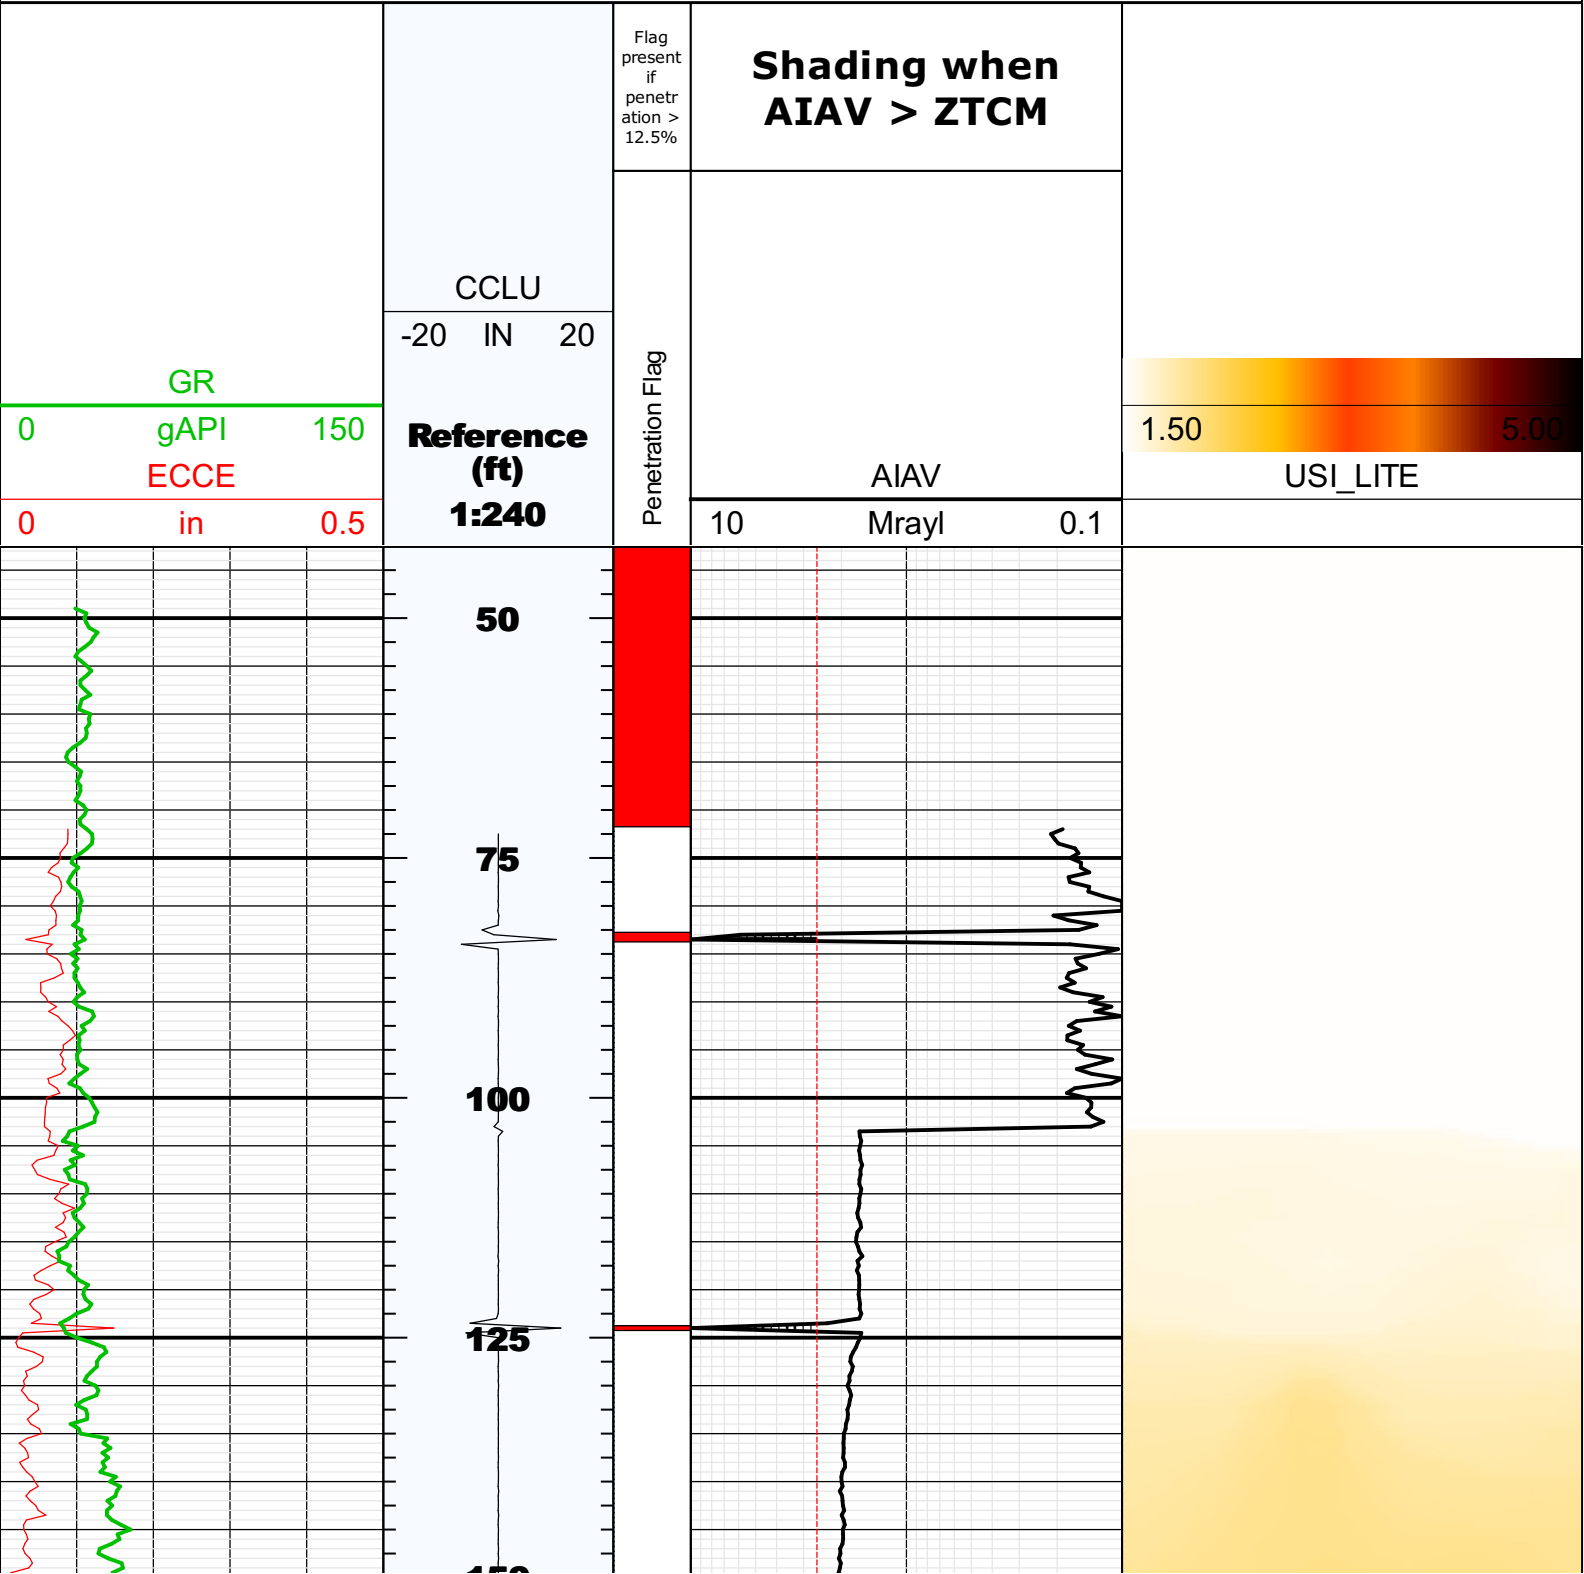 Flag
present
if
penetr
ation >
12.5%
Shading when
AIAV > ZTCM
CCLU
-20 IN 20
GR
0 gAPI 150
ECCE
0 in 0.5
Reference
(ft)
1:240
Penetration Flag
AIAV
10 Mrayl 0.1
1.50 5.00
USI_LITE
50
75
100
125
150